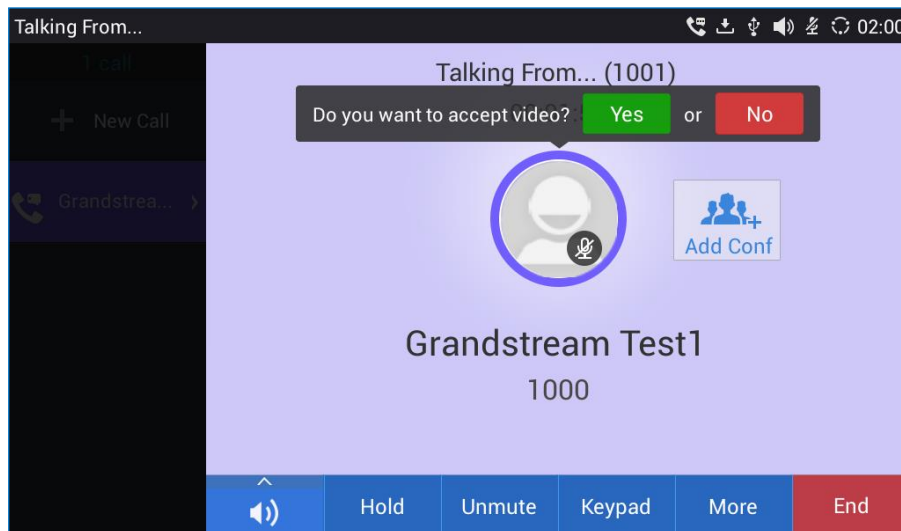 Talking From... 02:00
1 call
Talking From... (1001)
Do you want to accept video? Yes or No
+ New Call
Grandstrea... >
Add Conf
Grandstream Test1
1000
Hold Unmute Keypad More End